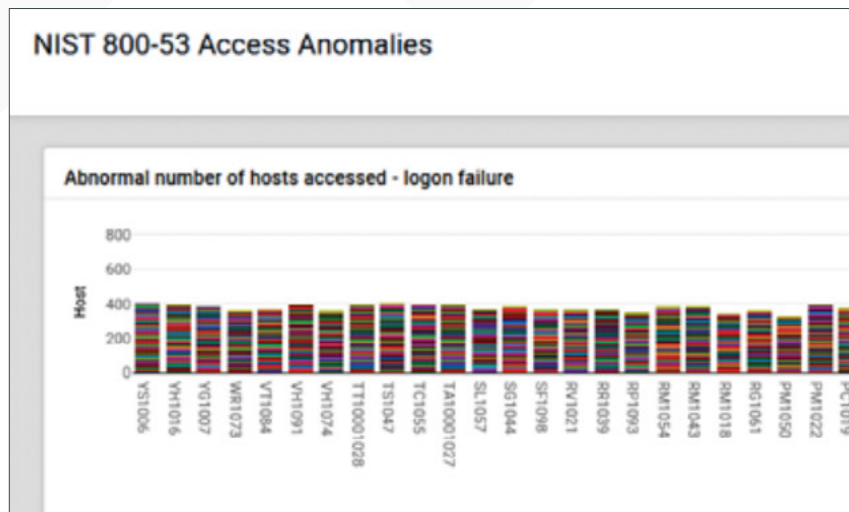 NIST 800-53 Access Anomalies
Abnormal number of hosts accessed - logon failure
800
600
400
200
0
Host
YS1006
YH1016
YG1007
WR1073
VT1084
VH1091
VH1074
TT10001028
TS1047
TC1055
TA10001027
SL1057
SG1044
SF1098
RV1021
RR1039
RP1093
RM1054
RM1043
RM1018
RG1061
PM1050
PM1022
PC1019